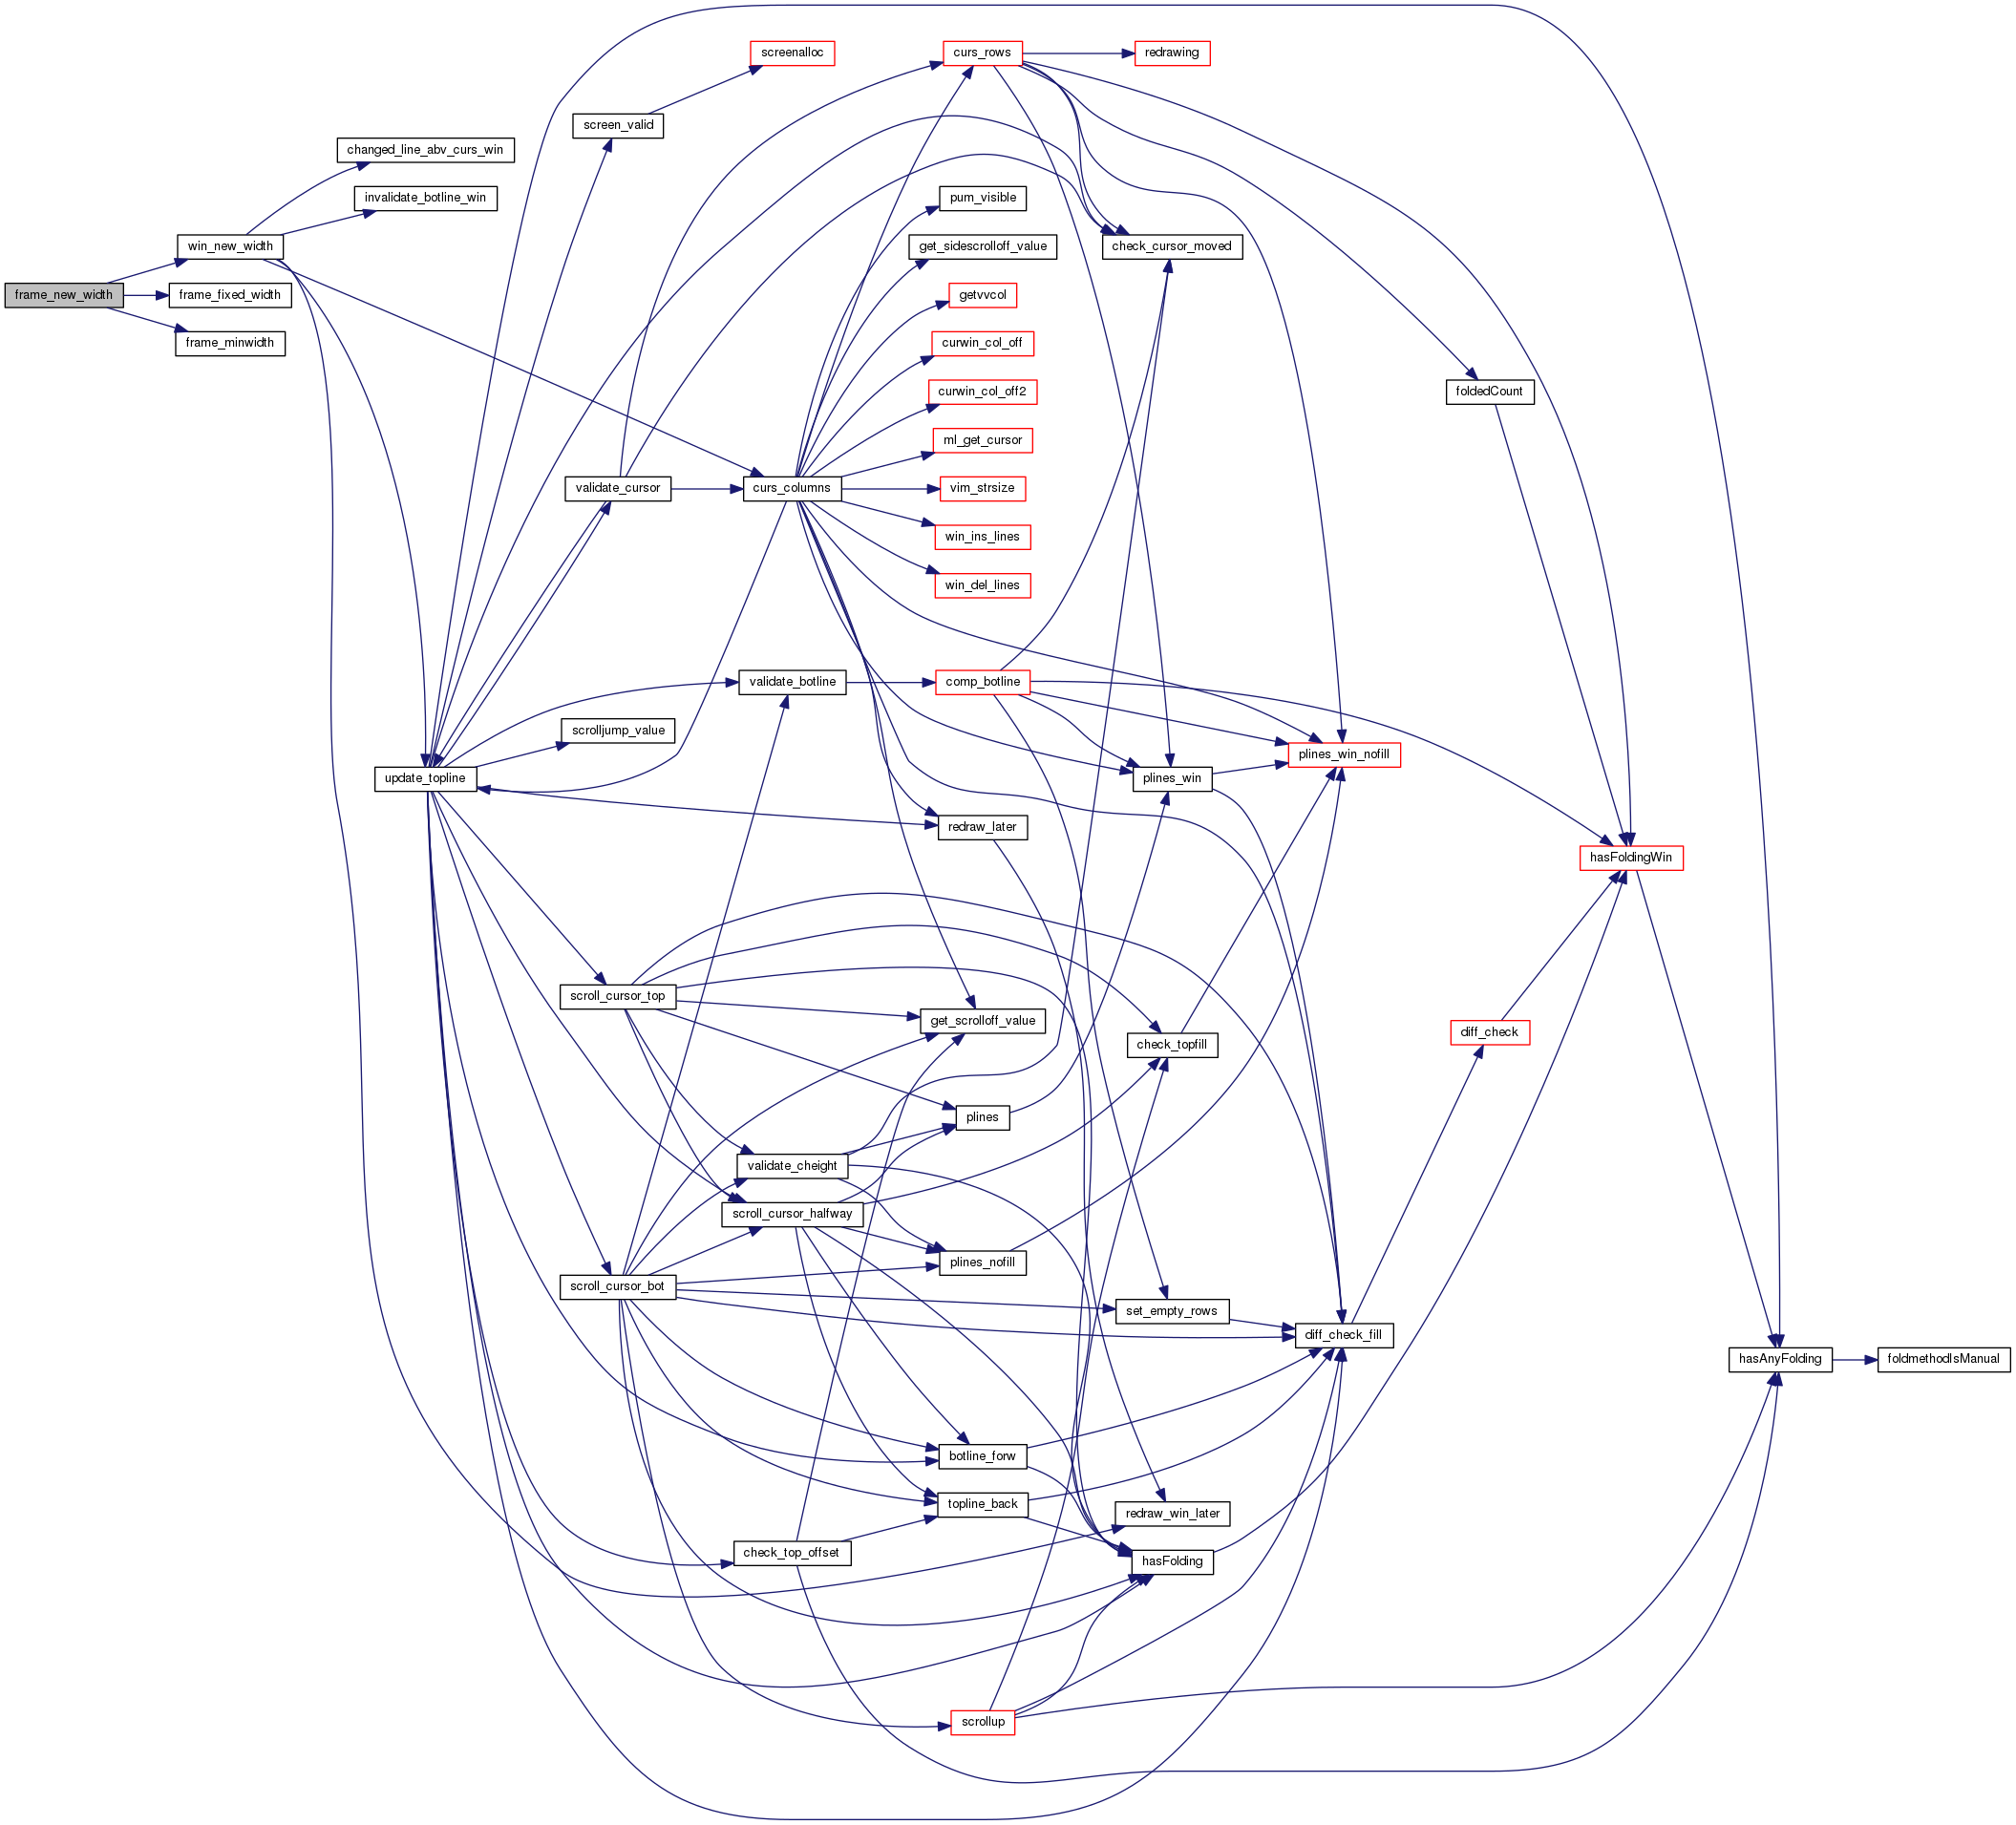 frame_new_width
win_new_width
frame_fixed_width
frame_minwidth
changed_line_abv_curs_win
invalidate_botline_win
update_topline
screen_valid
validate_cursor
scrolljump_value
scroll_cursor_top
scroll_cursor_bot
screenalloc
curs_columns
validate_botline
validate_cheight
scroll_cursor_halfway
check_top_offset
curs_rows
pum_visible
get_sidescrolloff_value
getvvcol
curwin_col_off
curwin_col_off2
ml_get_cursor
vim_strsize
win_ins_lines
win_del_lines
comp_botline
redraw_later
get_scrolloff_value
plines
plines_nofill
botline_forw
topline_back
scrollup
redrawing
check_cursor_moved
plines_win
check_topfill
set_empty_rows
redraw_win_later
hasFolding
plines_win_nofill
diff_check_fill
foldedCount
diff_check
hasFoldingWin
hasAnyFolding
foldmethodIsManual